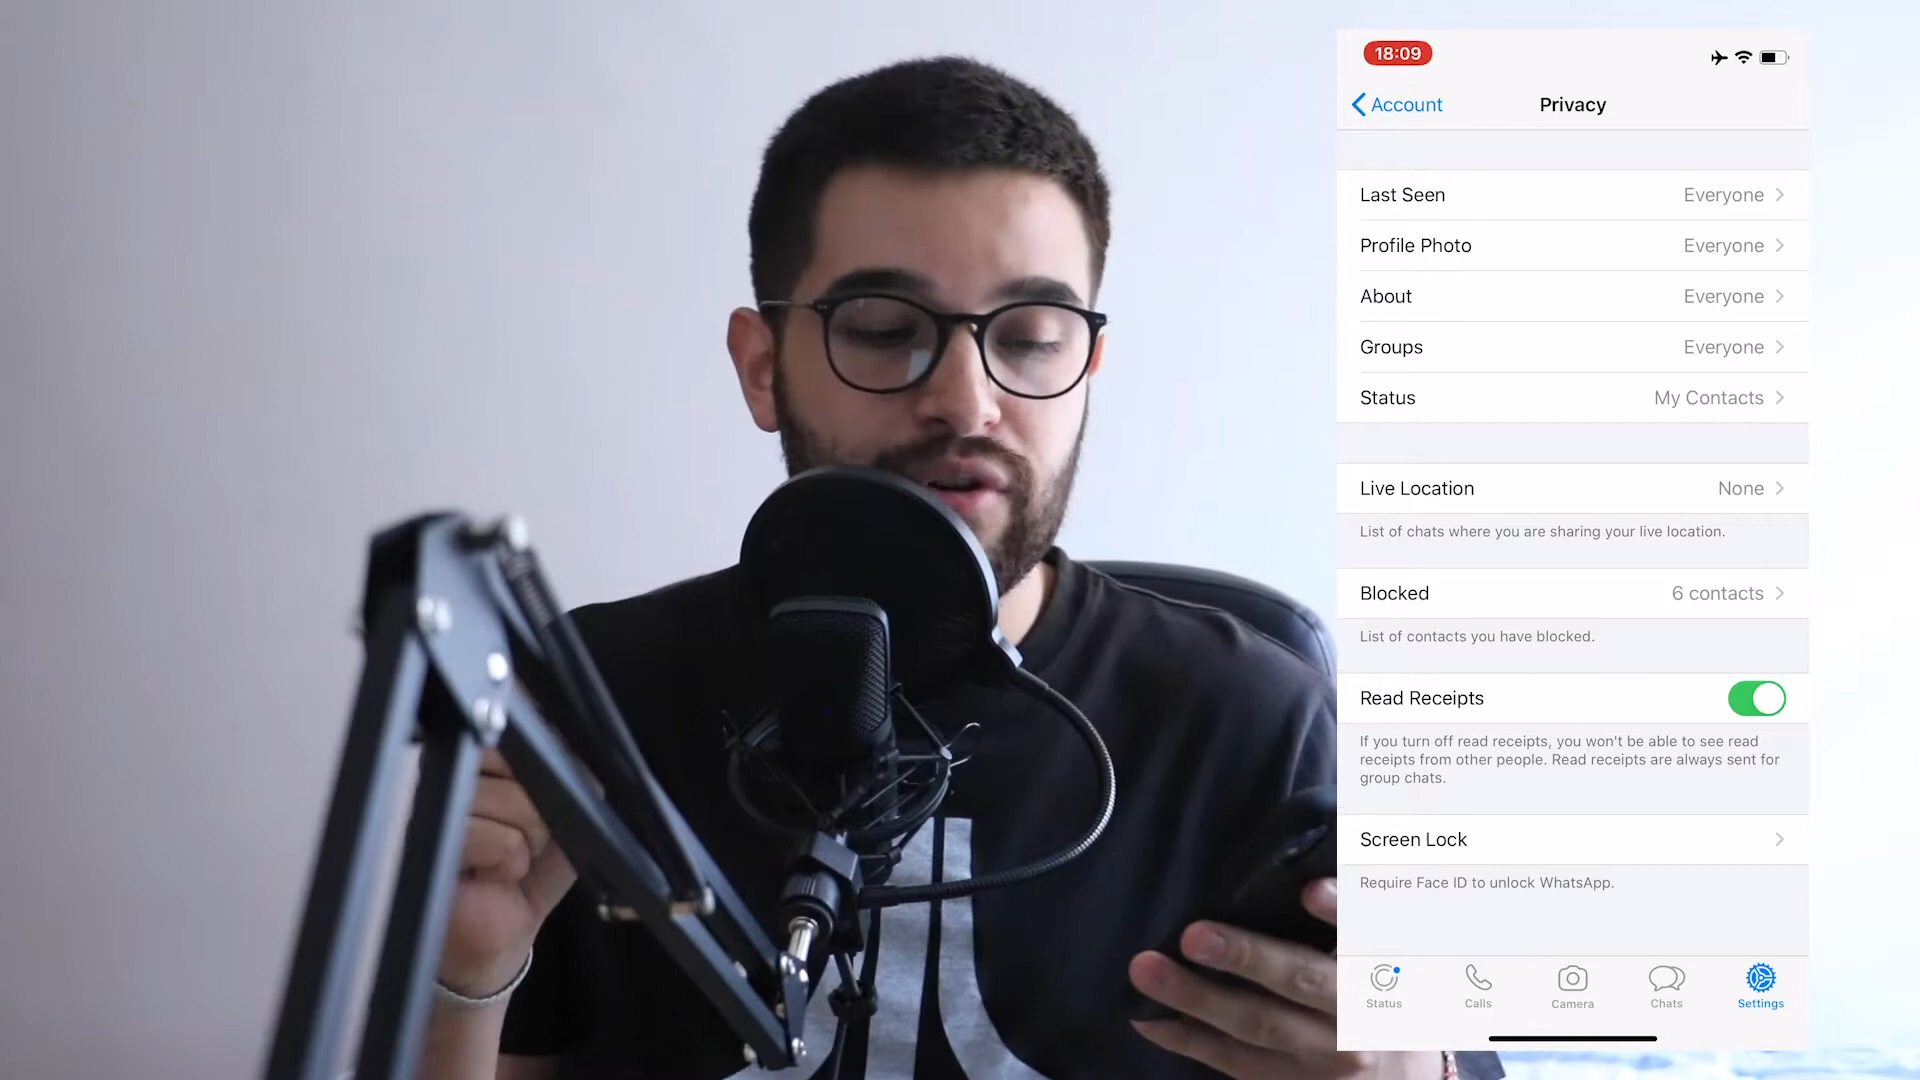 18:09
Account Privacy
Last Seen Everyone
Profile Photo Everyone
About Everyone
Groups Everyone
Status My Contacts
Live Location None
List of chats where you are sharing your live location.
Blocked 6 contacts
List of contacts you have blocked.
Read Receipts
If you turn off read receipts, you won't be able to see read
receipts from other people. Read receipts are always sent for
group chats.
Screen Lock
Require Face ID to unlock WhatsApp.
Status Calls Camera Chats Settings